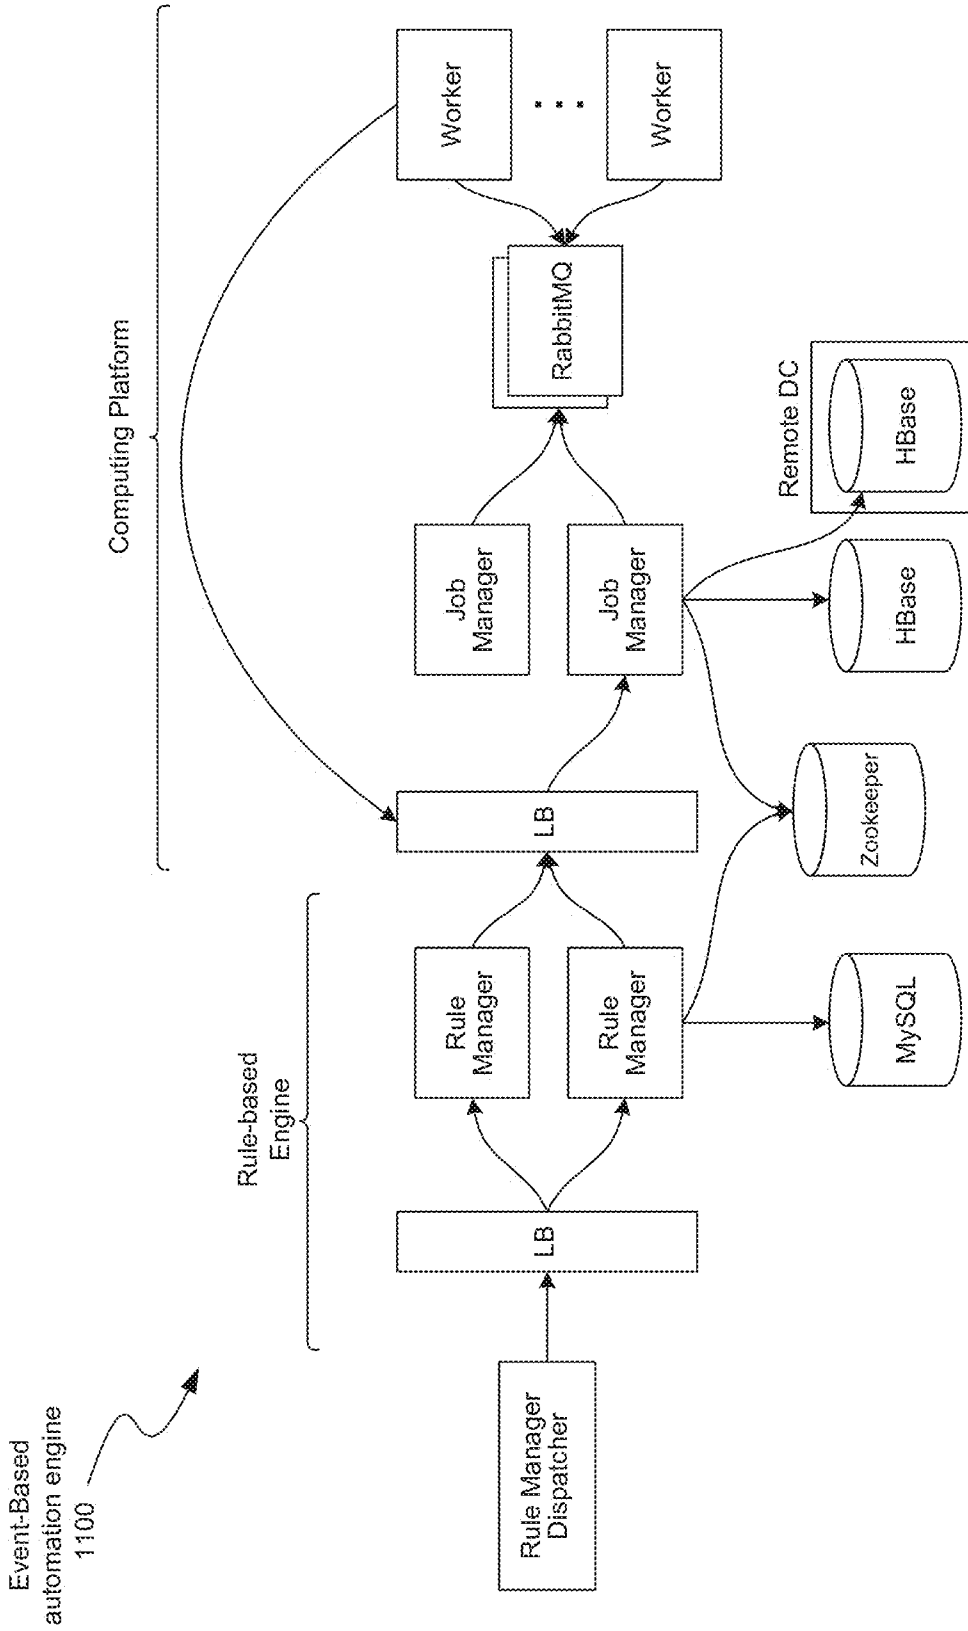 Event-Based
automation engine
1100
Rule-based
Engine
Computing Platform
Rule Manager
Dispatcher
LB
Rule
Manager
Rule
Manager
LB
Job
Manager
Job
Manager
RabbitMQ
Worker
Worker
MySQL
Zookeeper
HBase
Remote DC
HBase